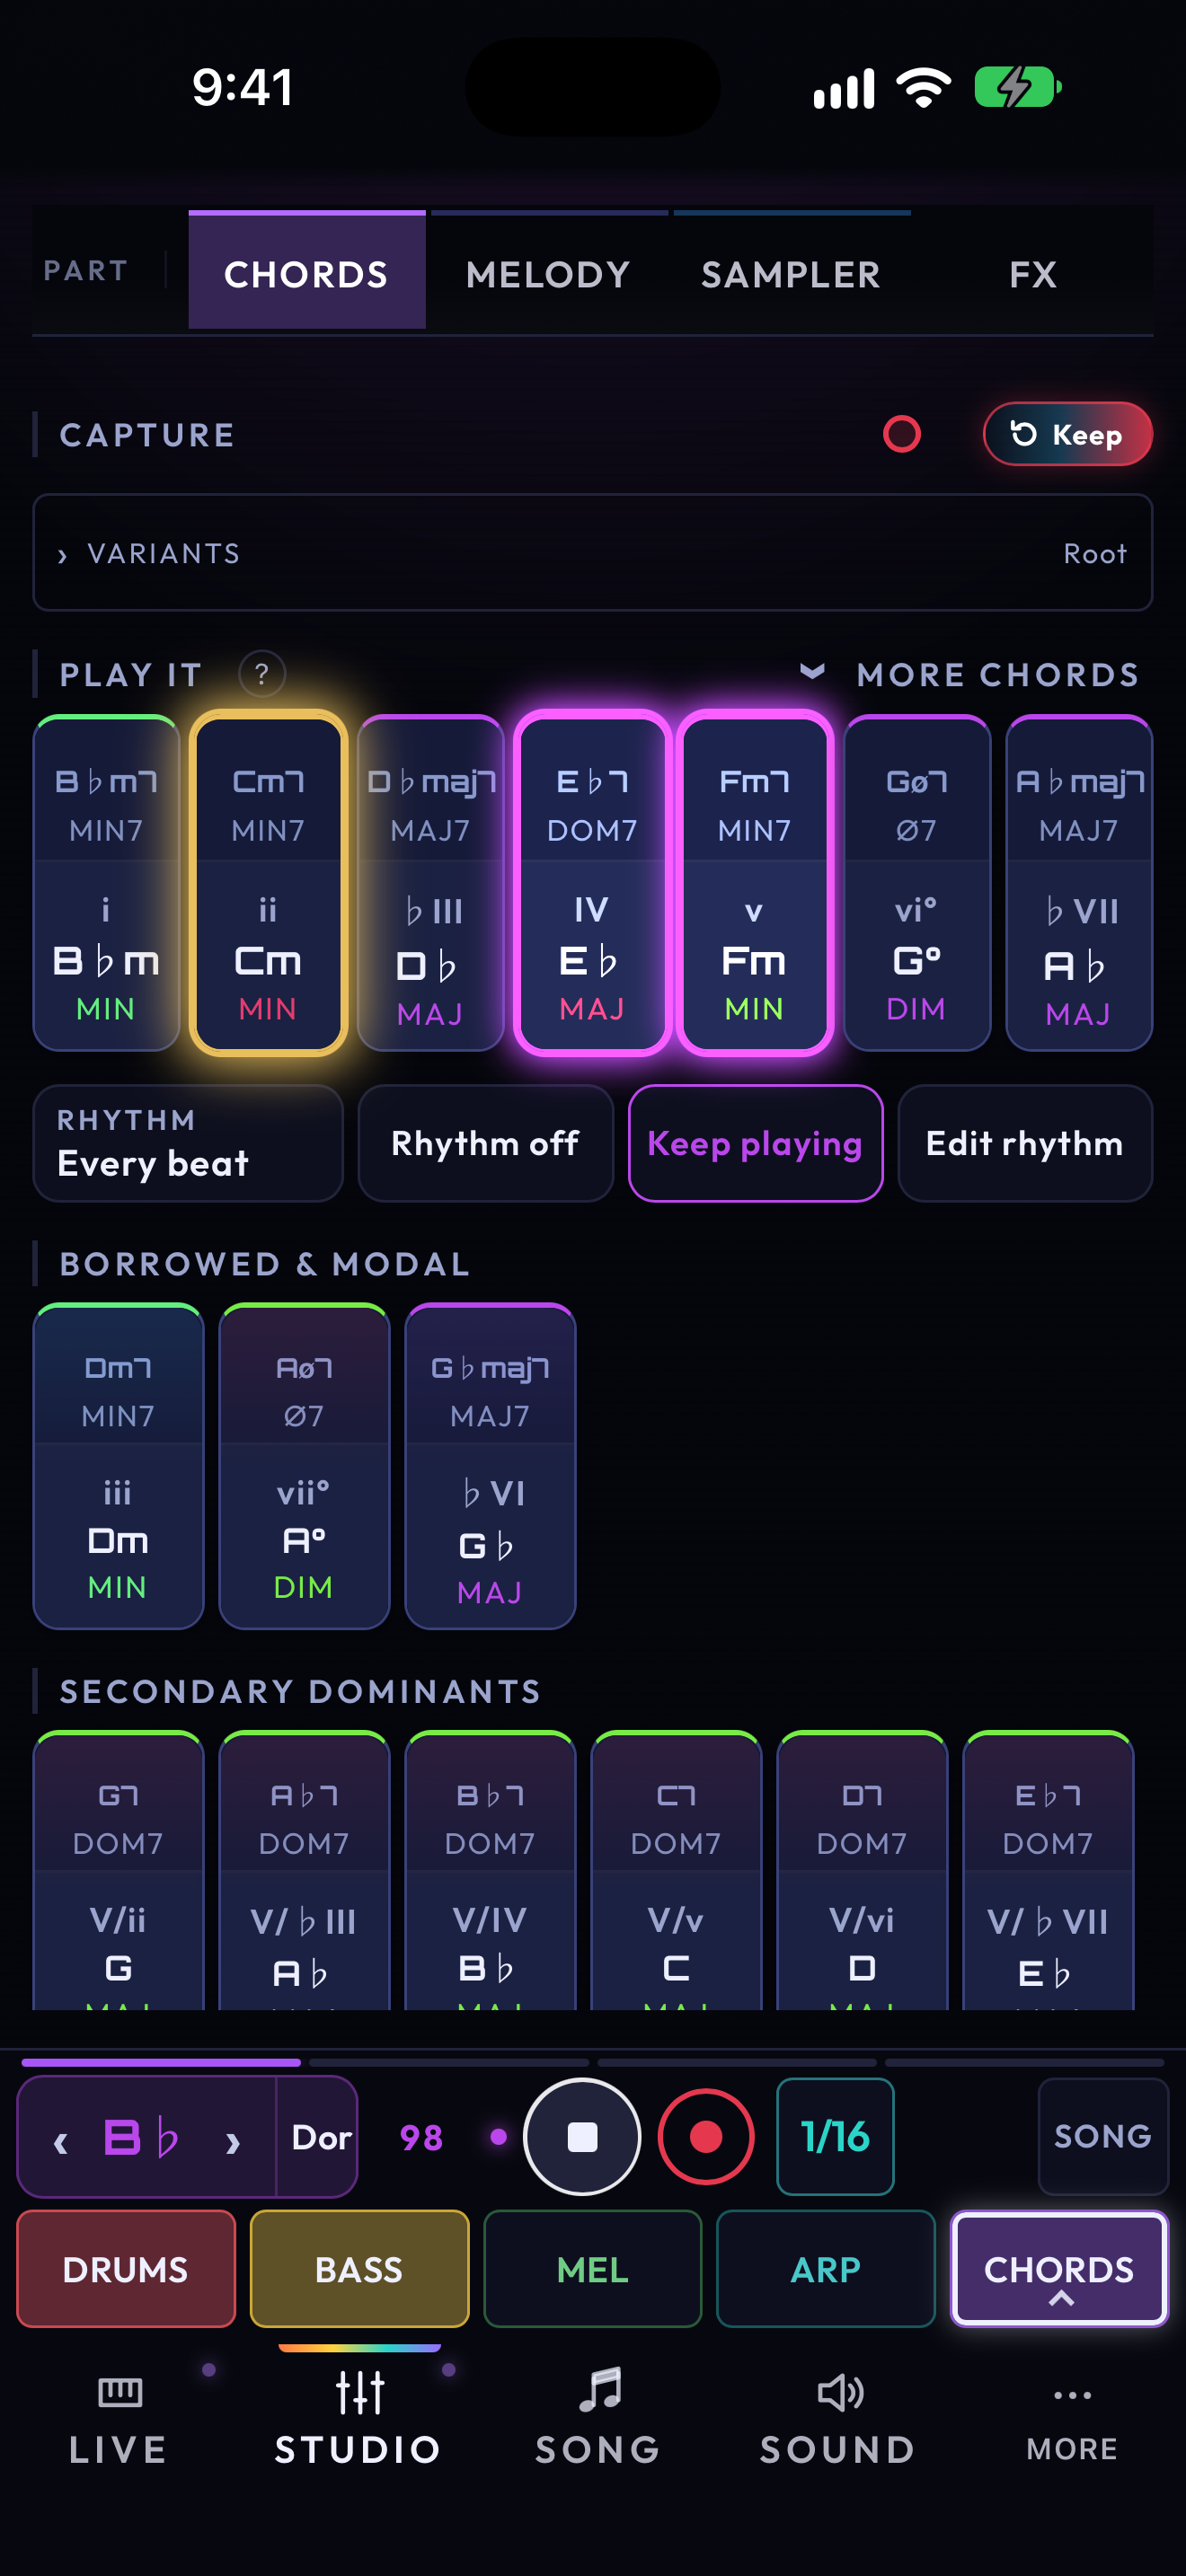 9:41
PART
CHORDS
MELODY
SAMPLER
FX
CAPTURE
Keep
› VARIANTS
Root
PLAY IT
?
MORE CHORDS
B♭m7 Cm7 D♭maj7 E♭7 Fm7 Gø7 A♭maj7
MIN7 MIN7 MAJ7 DOM7 MIN7 Ø7 MAJ7
i ii ♭III IV v vi° ♭VII
B♭m Cm D♭ E♭ Fm G° A♭
MIN MIN MAJ MAJ MIN DIM MAJ
RHYTHM
Every beat
Rhythm off
Keep playing
Edit rhythm
BORROWED & MODAL
Dm7 Aø7 G♭maj7
MIN7 Ø7 MAJ7
iii vii° ♭VI
Dm A° G♭
MIN DIM MAJ
SECONDARY DOMINANTS
G7 A♭7 B♭7 C7 D7 E♭7
DOM7 DOM7 DOM7 DOM7 DOM7 DOM7
V/ii V/♭III V/IV V/v V/vi V/♭VII
G A♭ B♭ C D E♭
‹ B♭ › Dor
98
1/16
SONG
DRUMS
BASS
MEL
ARP
CHORDS
LIVE
STUDIO
SONG
SOUND
MORE